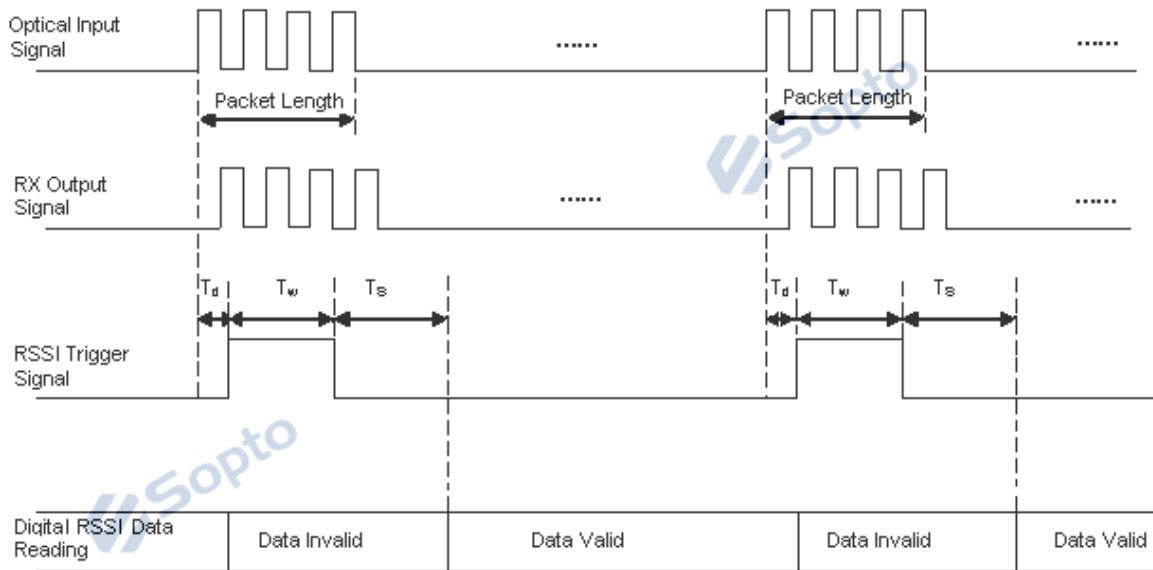 Optical Input
Signal
......
......
Packet Length
Packet Length
Sopto
RX Output
Signal
......
......
Td
Tw
TS
Td
Tw
TS
RSSI Trigger
Signal
Sopto
Digital RSSI Data
Reading
Data Invalid
Data Valid
Data Invalid
Data Valid